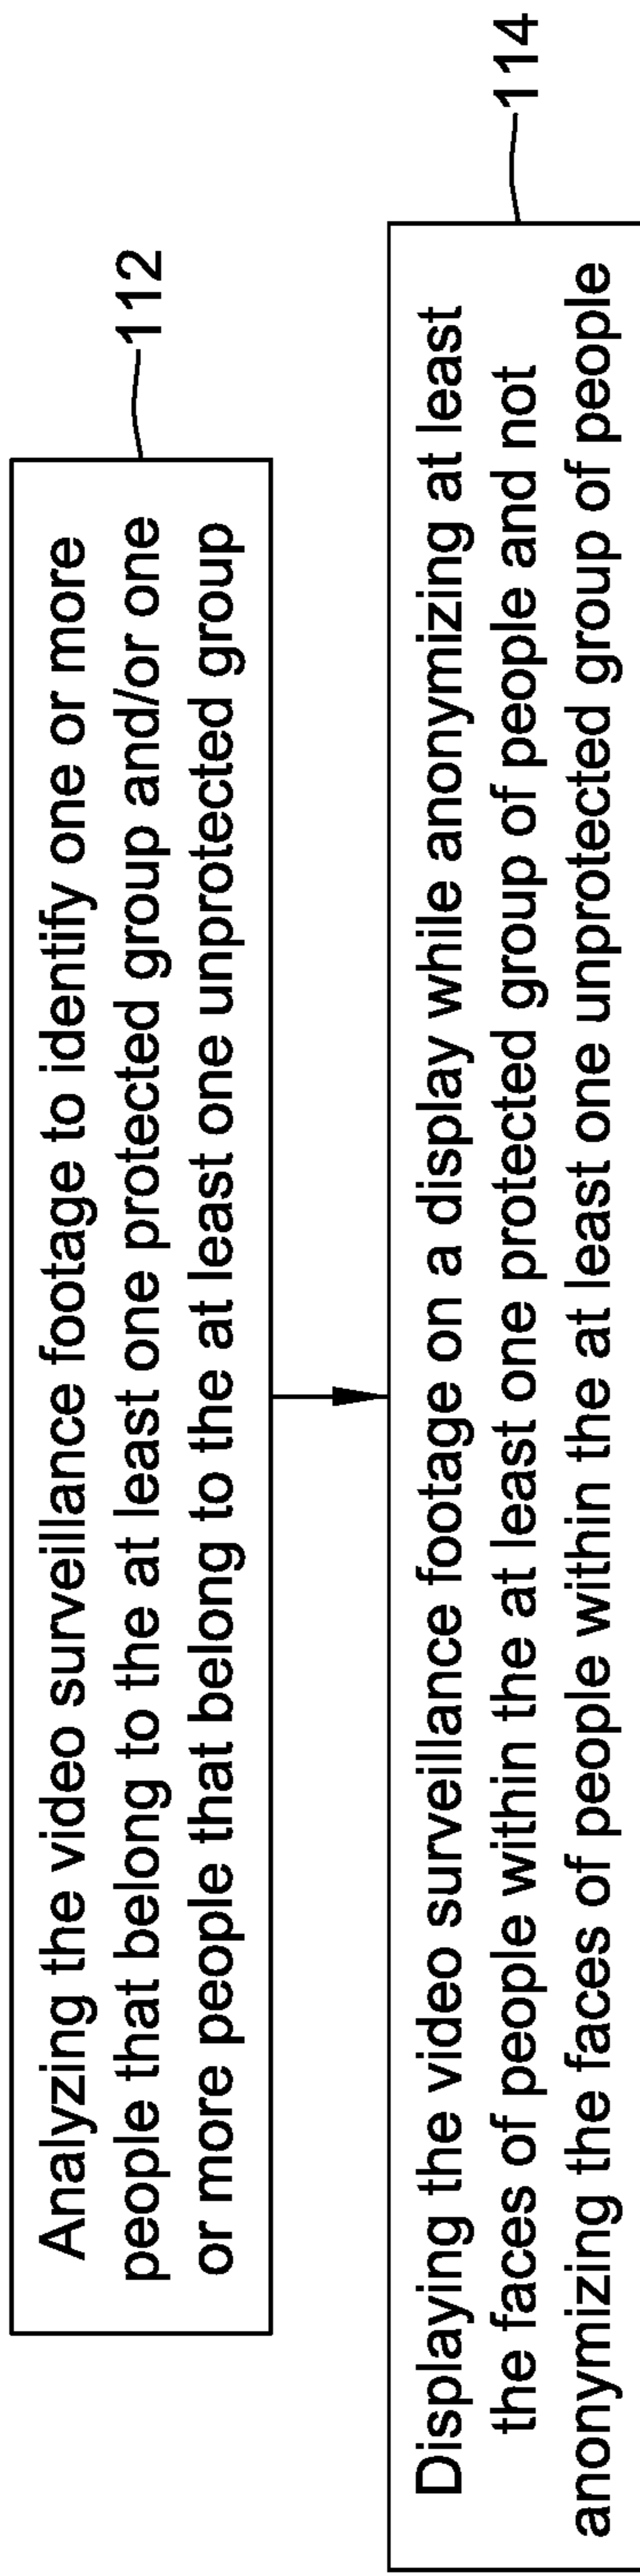 Analyzing the video surveillance footage to identify one or more
people that belong to the at least one protected group and/or one
or more people that belong to the at least one unprotected group
112
Displaying the video surveillance footage on a display while anonymizing at least
the faces of people within the at least one protected group of people and not
anonymizing the faces of people within the at least one unprotected group of people
114